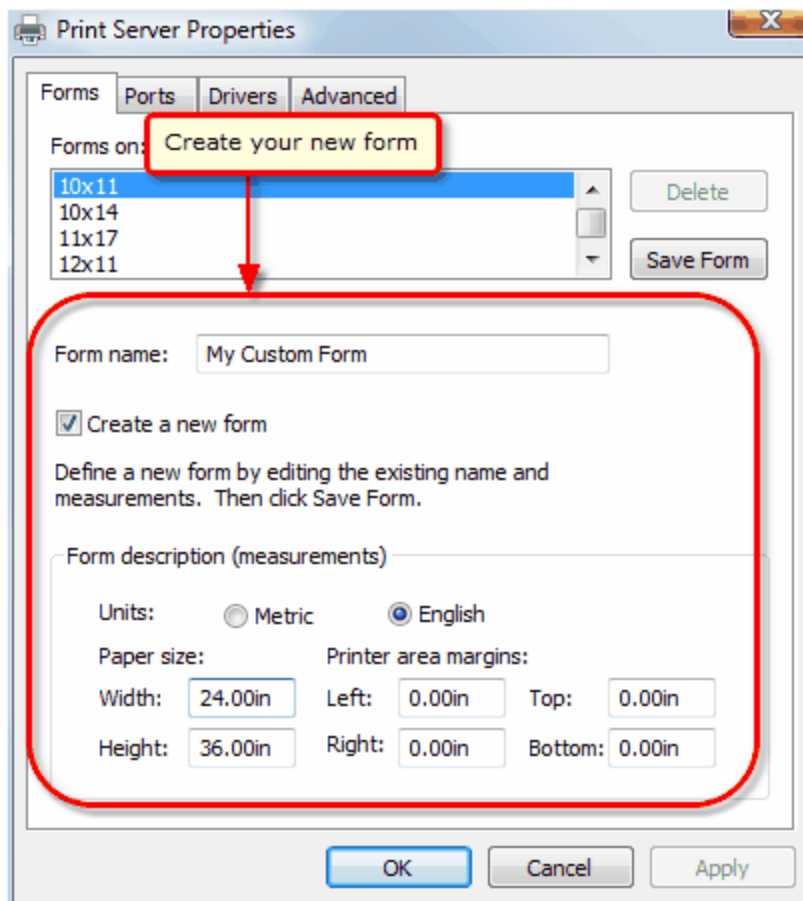 Print Server Properties
X
Forms Ports Drivers Advanced
Forms on:
Create your new form
10x11
10x14
11x17
12x11
Delete
Save Form
Form name: My Custom Form
Create a new form
Define a new form by editing the existing name and
measurements. Then click Save Form.
Form description (measurements)
Units: Metric English
Paper size: Printer area margins:
Width: 24.00in Left: 0.00in Top: 0.00in
Height: 36.00in Right: 0.00in Bottom: 0.00in
OK Cancel Apply